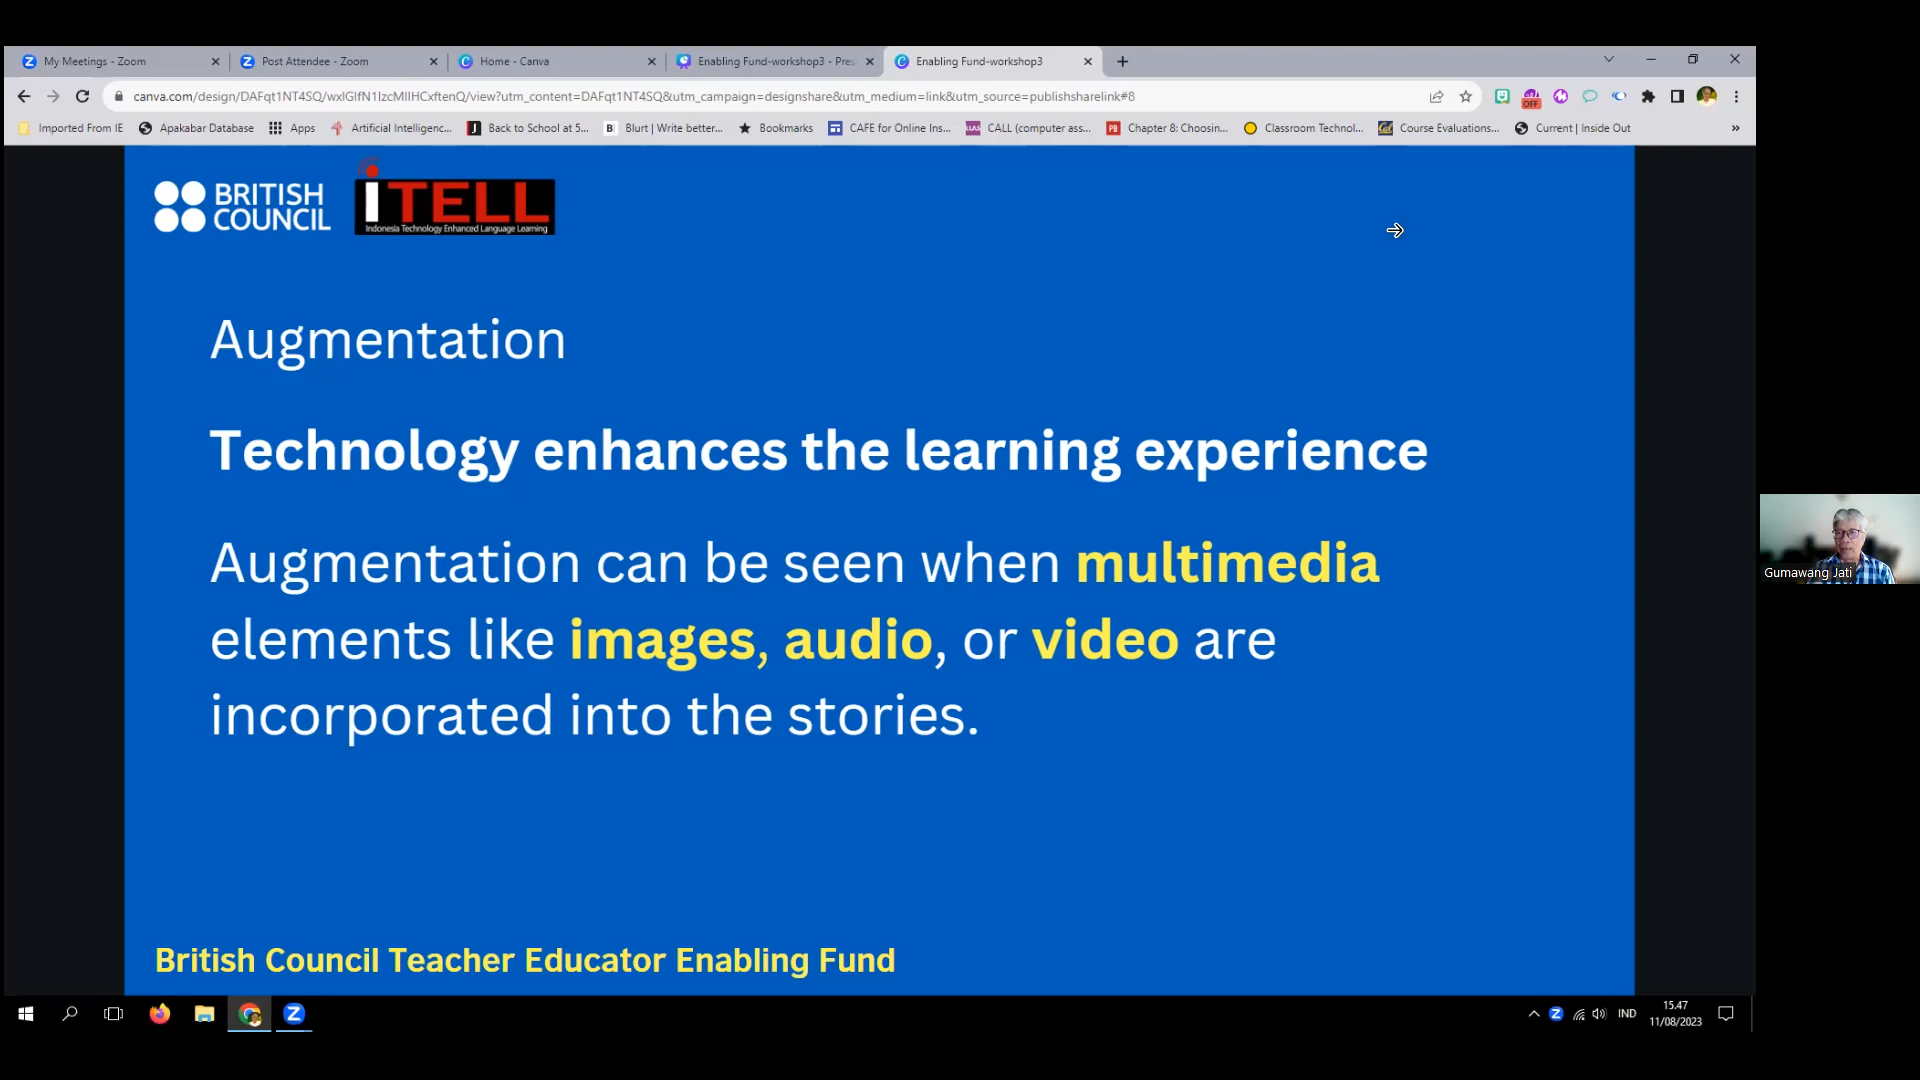 My Meetings - Zoom
Post Attendee - Zoom
Home - Canva
Enabling Fund-workshop3 - Pres
Enabling Fund-workshop3
canva.com/design/DAFqt1NT4SQ/wxlGlfN1IzcMllHCxftenQ/view?utm_content=DAFqt1NT4SQ&utm_campaign=designshare&utm_medium=link&utm_source=publishsharelink#8
OFF
Imported From IE
Apakabar Database
Apps
Artificial Intelligenc...
Back to School at 5...
Blurt | Write better...
Bookmarks
CAFE for Online Ins...
CALL (computer ass...
Chapter 8: Choosin...
Classroom Technol...
Course Evaluations...
Current | Inside Out
BRITISH
COUNCIL
iTELL
Indonesia Technology Enhanced Language Learning
Augmentation
Technology enhances the learning experience
Augmentation can be seen when multimedia
elements like images, audio, or video are
incorporated into the stories.
Gumawang Jati
British Council Teacher Educator Enabling Fund
IND
15.47
11/08/2023